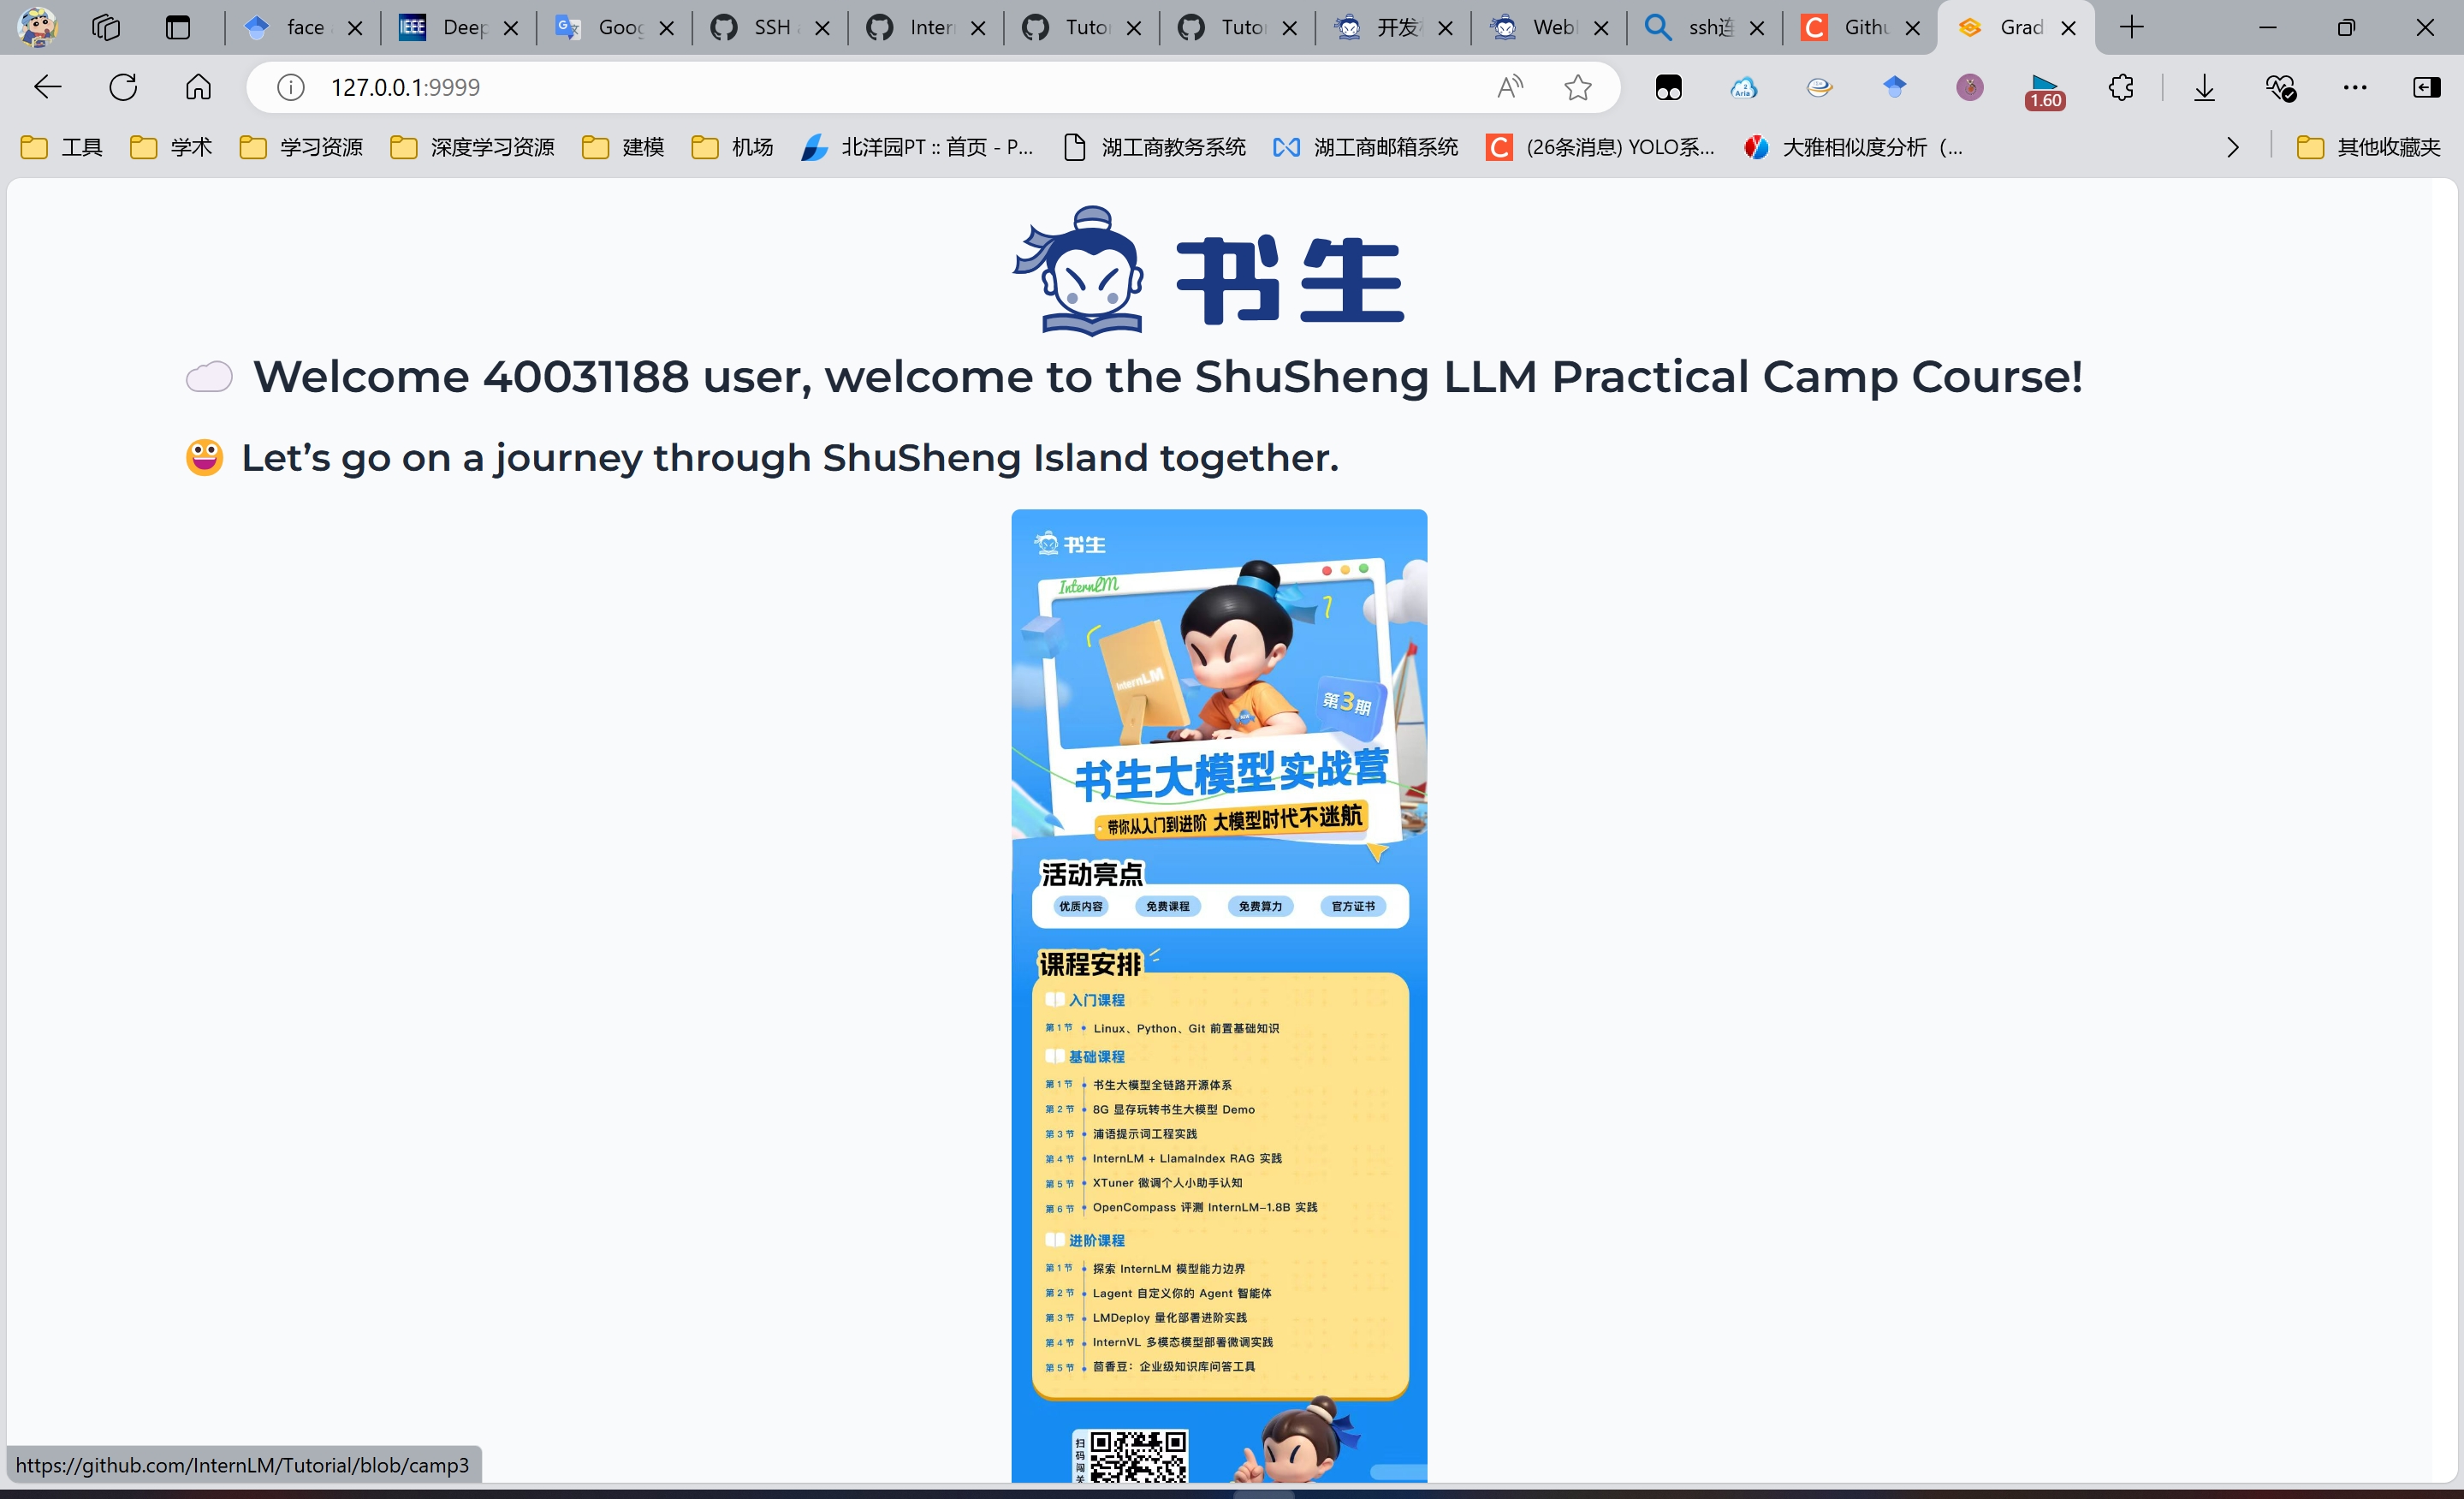 face
IEEE
Deep
Goog
SSH
Inter
Tutor
Tutor
开发
Web
ssh连
C
Githu
Grad
127.0.0.1:9999
1.60
工具
学术
学习资源
深度学习资源
建模
机场
北洋园PT :: 首页 - P...
湖工商教务系统
湖工商邮箱系统
C
(26条消息) YOLO系...
大雅相似度分析（...
其他收藏夹
书生
Welcome 40031188 user, welcome to the ShuSheng LLM Practical Camp Course!
Let’s go on a journey through ShuSheng Island together.
书生
InternLM
InternLM
第3期
书生大模型实战营
带你从入门到进阶 大模型时代不迷航
活动亮点
优质内容 免费课程 免费算力 官方证书
课程安排
入门课程
第1节 Linux、Python、Git 前置基础知识
基础课程
第1节 书生大模型全链路开源体系
第2节 8G 显存玩转书生大模型 Demo
第3节 浦语提示词工程实践
第4节 InternLM + LlamaIndex RAG 实践
第5节 XTuner 微调个人小助手认知
第6节 OpenCompass 评测 InternLM-1.8B 实践
进阶课程
第1节 探索 InternLM 模型能力边界
第2节 Lagent 自定义你的 Agent 智能体
第3节 LMDeploy 量化部署进阶实践
第4节 InternVL 多模态模型部署微调实践
第5节 茴香豆：企业级知识库问答工具
扫码闯关
https://github.com/InternLM/Tutorial/blob/camp3